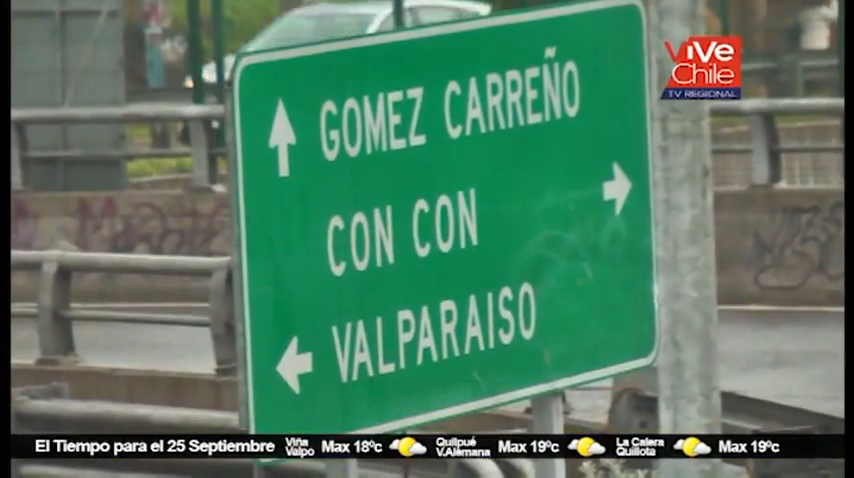 ViVe
Chile
TV REGIONAL
GOMEZ CARREÑO
CON CON
VALPARAISO
El Tiempo para el 25 Septiembre
Viña
Valpo
Max 18ºc
Quilpué
V.Alemana
Max 19ºc
La Calera
Quillota
Max 19ºc